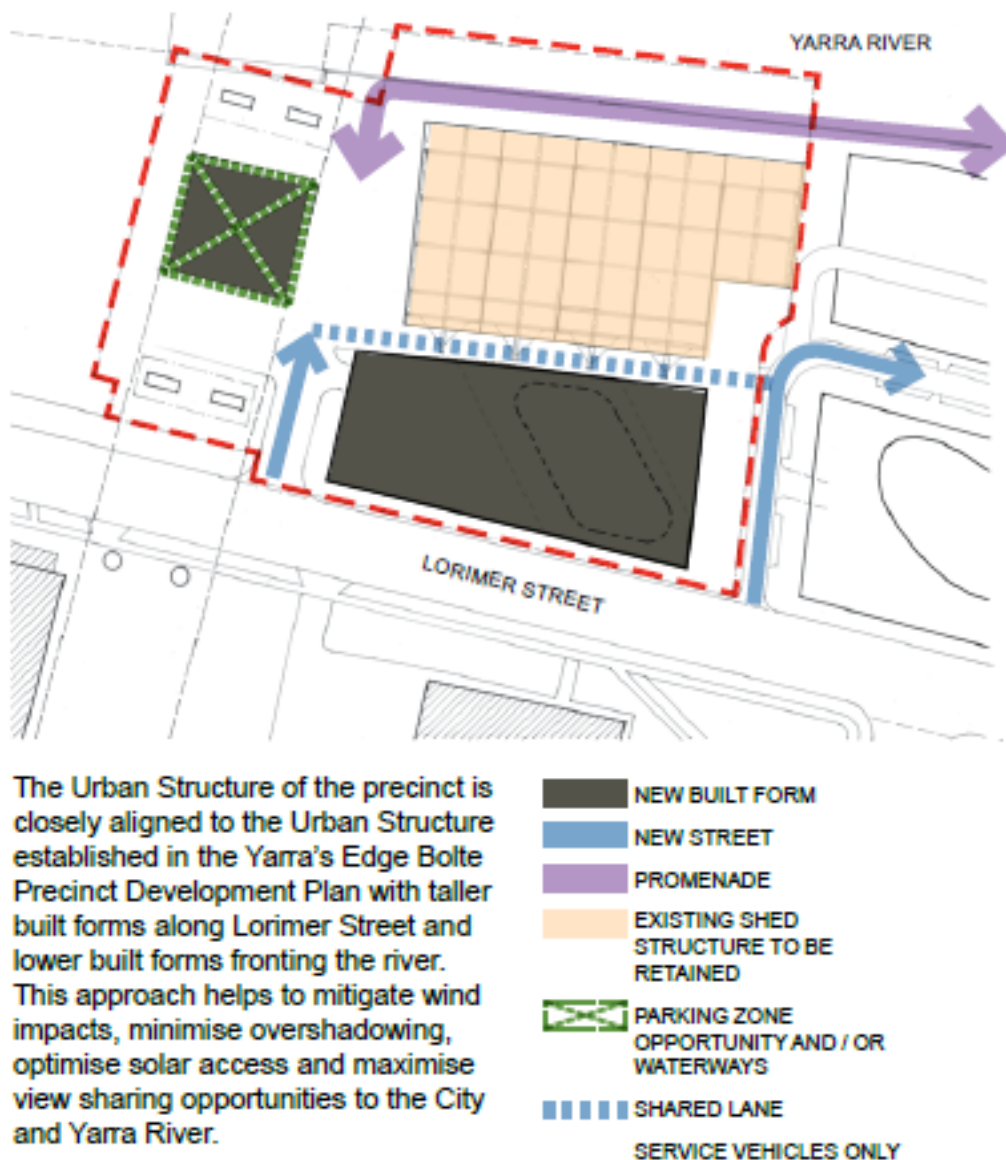 YARRA RIVER
LORIMER STREET
The Urban Structure of the precinct is
closely aligned to the Urban Structure
established in the Yarra's Edge Bolte
Precinct Development Plan with taller
built forms along Lorimer Street and
lower built forms fronting the river.
This approach helps to mitigate wind
impacts, minimise overshadowing,
optimise solar access and maximise
view sharing opportunities to the City
and Yarra River.
NEW BUILT FORM
NEW STREET
PROMENADE
EXISTING SHED
STRUCTURE TO BE
RETAINED
PARKING ZONE
OPPORTUNITY AND / OR
WATERWAYS
SHARED LANE
SERVICE VEHICLES ONLY